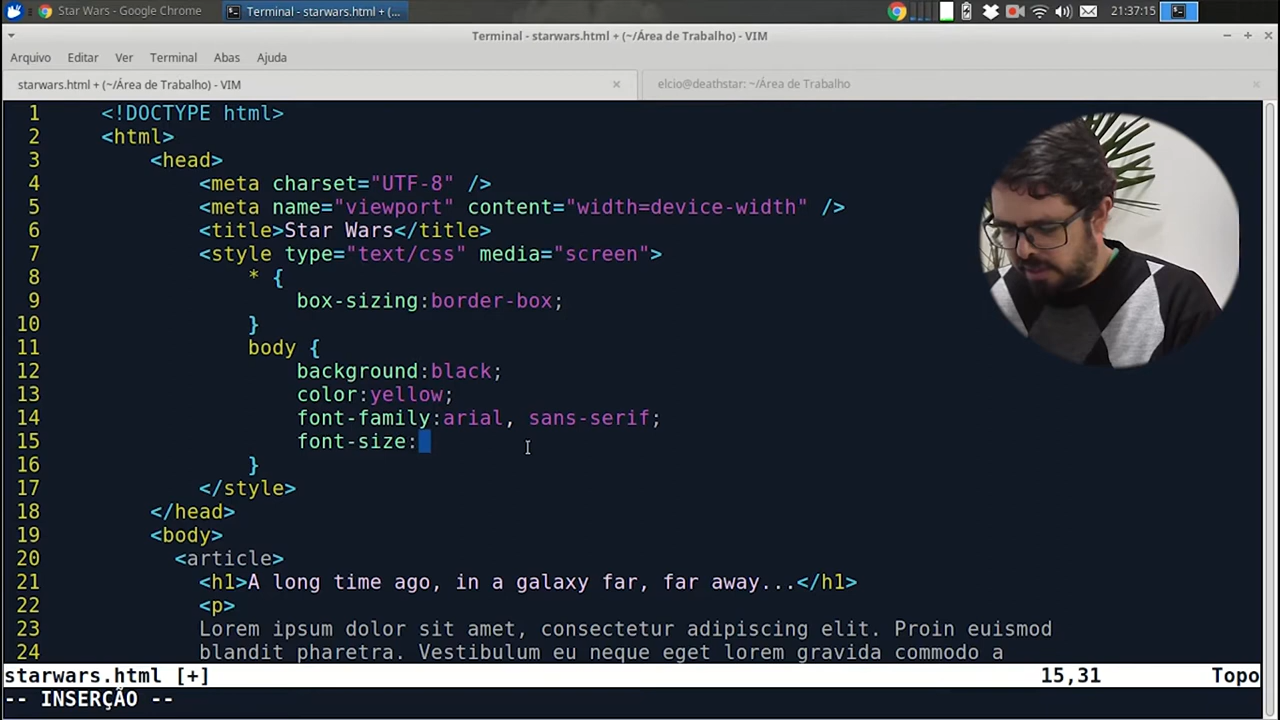 Star Wars - Google Chrome
Terminal - starwars.html + (~/Área de Trabalho) - (...
21:37:15
Terminal - starwars.html + (~/Área de Trabalho) - VIM
Arquivo Editar Ver Terminal Abas Ajuda
starwars.html + (~/Área de Trabalho) - VIM
elcio@deathstar: ~/Área de Trabalho
1 <!DOCTYPE html>
2 <html>
3 <head>
4 <meta charset="UTF-8" />
5 <meta name="viewport" content="width=device-width" />
6 <title>Star Wars</title>
7 <style type="text/css" media="screen">
8 * {
9 box-sizing:border-box;
10 }
11 body {
12 background:black;
13 color:yellow;
14 font-family:arial, sans-serif;
15 font-size:
16 }
17 </style>
18 </head>
19 <body>
20 <article>
21 <h1>A long time ago, in a galaxy far, far away...</h1>
22 <p>
23 Lorem ipsum dolor sit amet, consectetur adipiscing elit. Proin euismod
24 blandit pharetra. Vestibulum eu neque eget lorem gravida commodo a
starwars.html [+] 15,31 Topo
-- INSERÇÃO --